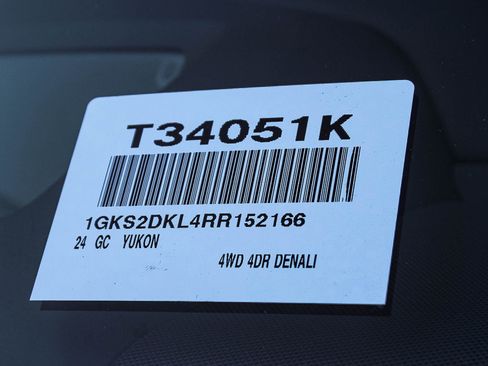 T34051K
1GKS2DKL4RR152166
24 GC YUKON
4WD 4DR DENALI